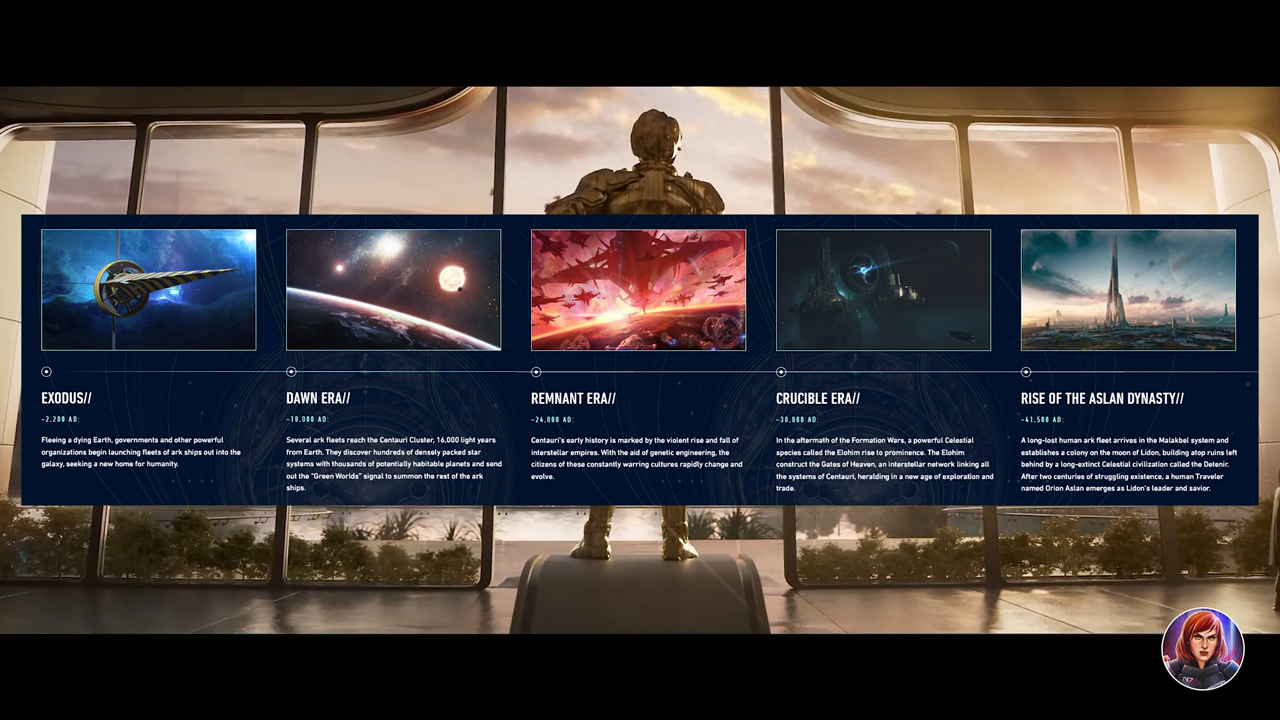 EXODUS//
~2,200 AD:
Fleeing a dying Earth, governments and other powerful
organizations begin launching fleets of ark ships out into the
galaxy, seeking a new home for humanity.
DAWN ERA//
~18,000 AD:
Several ark fleets reach the Centauri Cluster, 16,000 light years
from Earth. They discover hundreds of densely packed star
systems with thousands of potentially habitable planets and send
out the “Green Worlds” signal to summon the rest of the ark
ships.
REMNANT ERA//
~24,000 AD:
Centauri's early history is marked by the violent rise and fall of
interstellar empires. With the aid of genetic engineering, the
citizens of these constantly warring cultures rapidly change and
evolve.
CRUCIBLE ERA//
~30,000 AD:
In the aftermath of the Formation Wars, a powerful Celestial
species called the Elohim rise to prominence. The Elohim
construct the Gates of Heaven, an interstellar network linking all
the systems of Centauri, heralding in a new age of exploration and
trade.
RISE OF THE ASLAN DYNASTY//
~41,500 AD:
A long-lost human ark fleet arrives in the Malakbel system and
establishes a colony on the moon of Lidon, building atop ruins left
behind by a long-extinct Celestial civilization called the Detenir.
After two centuries of struggling existence, a human Traveler
named Orion Aslan emerges as Lidon's leader and savior.
N7